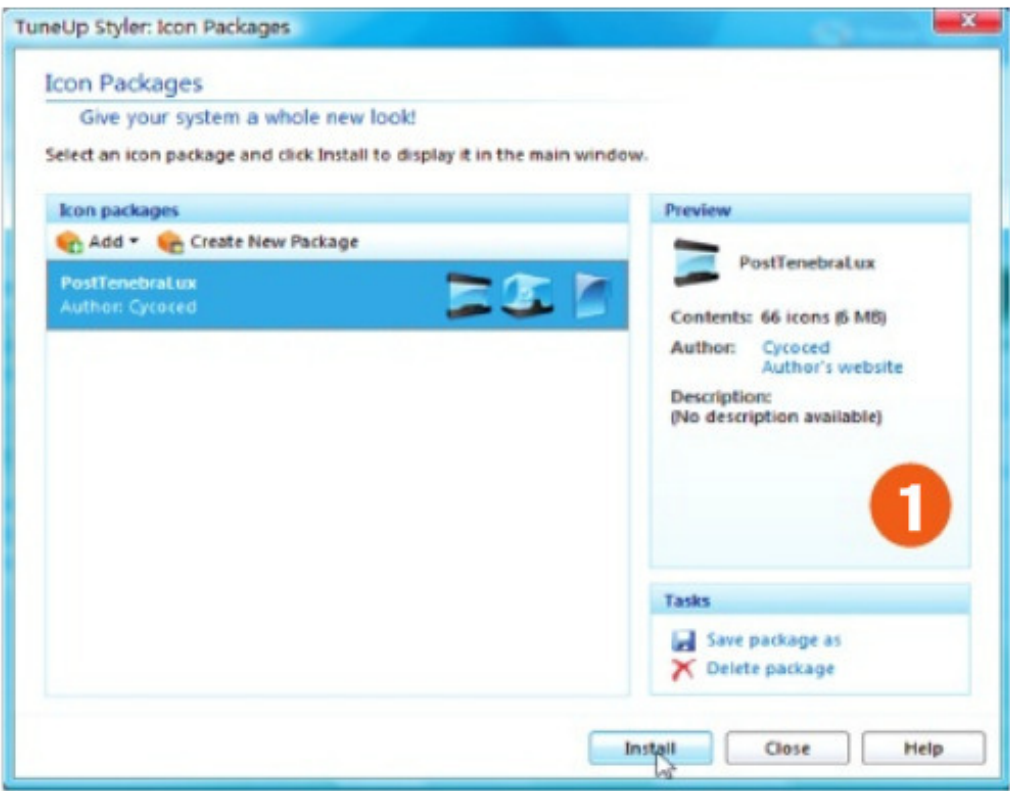 TuneUp Styler: Icon Packages
Icon Packages
Give your system a whole new look!
Select an icon package and click Install to display it in the main window.
Icon packages
Add
Create New Package
PostTenebraLux
Author: Cycoced
Preview
PostTenebraLux
Contents: 66 icons (6 MB)
Author: Cycoced
Author's website
Description:
(No description available)
1
Tasks
Save package as
Delete package
Install
Close
Help